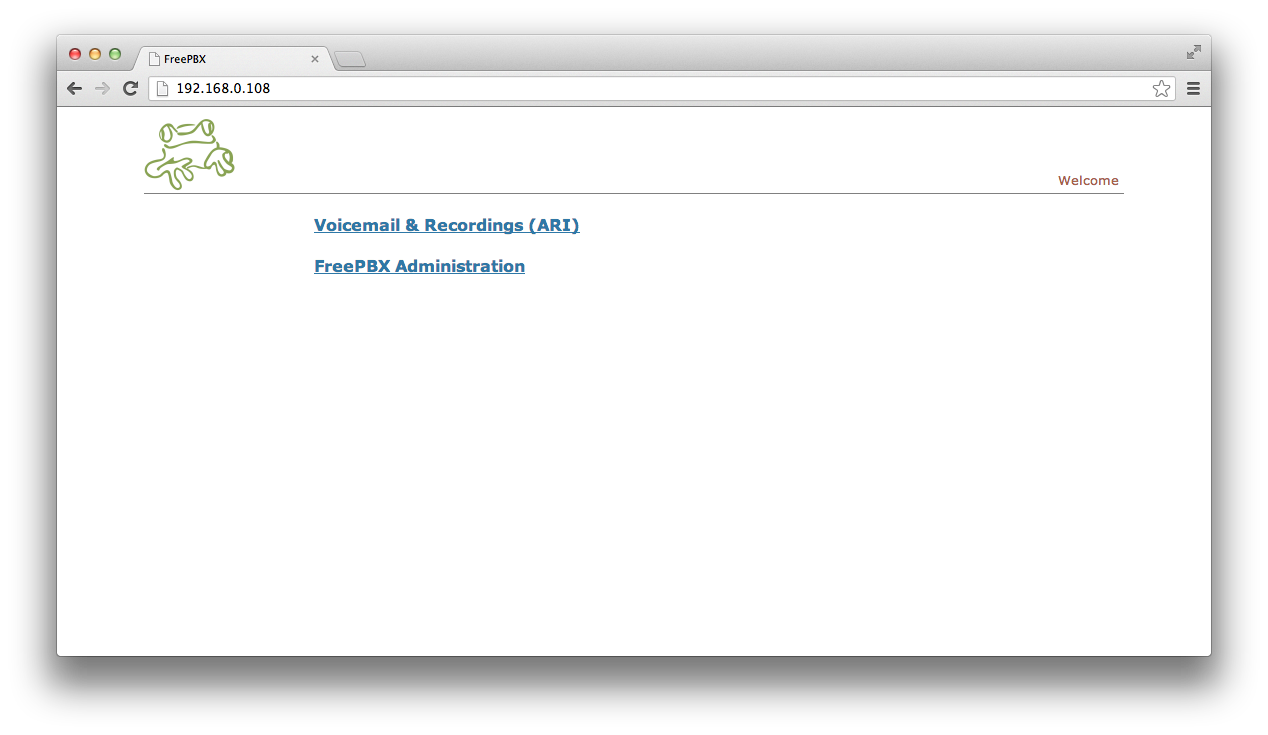 FreePBX
192.168.0.108
Welcome
Voicemail & Recordings (ARI)
FreePBX Administration